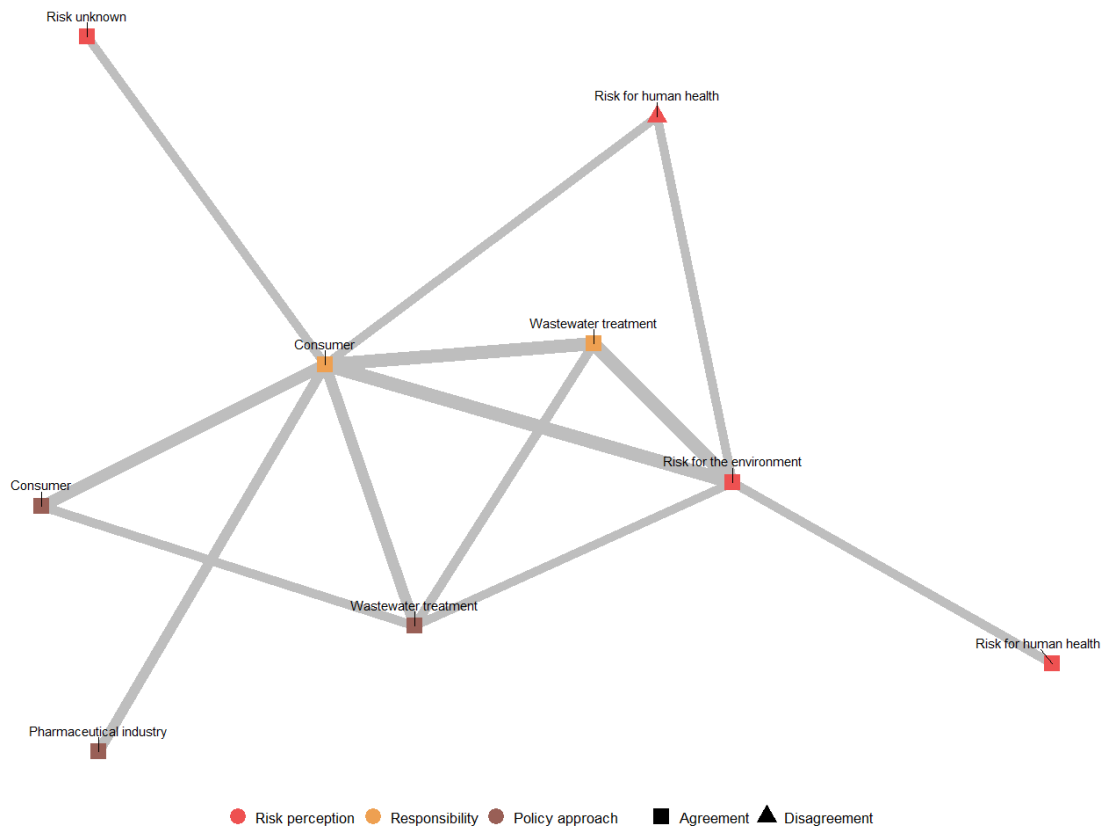 Risk unknown
Risk for human health
Wastewater treatment
Consumer
Risk for the environment
Consumer
Wastewater treatment
Risk for human health
Pharmaceutical industry
Risk perception Responsibility Policy approach Agreement Disagreement